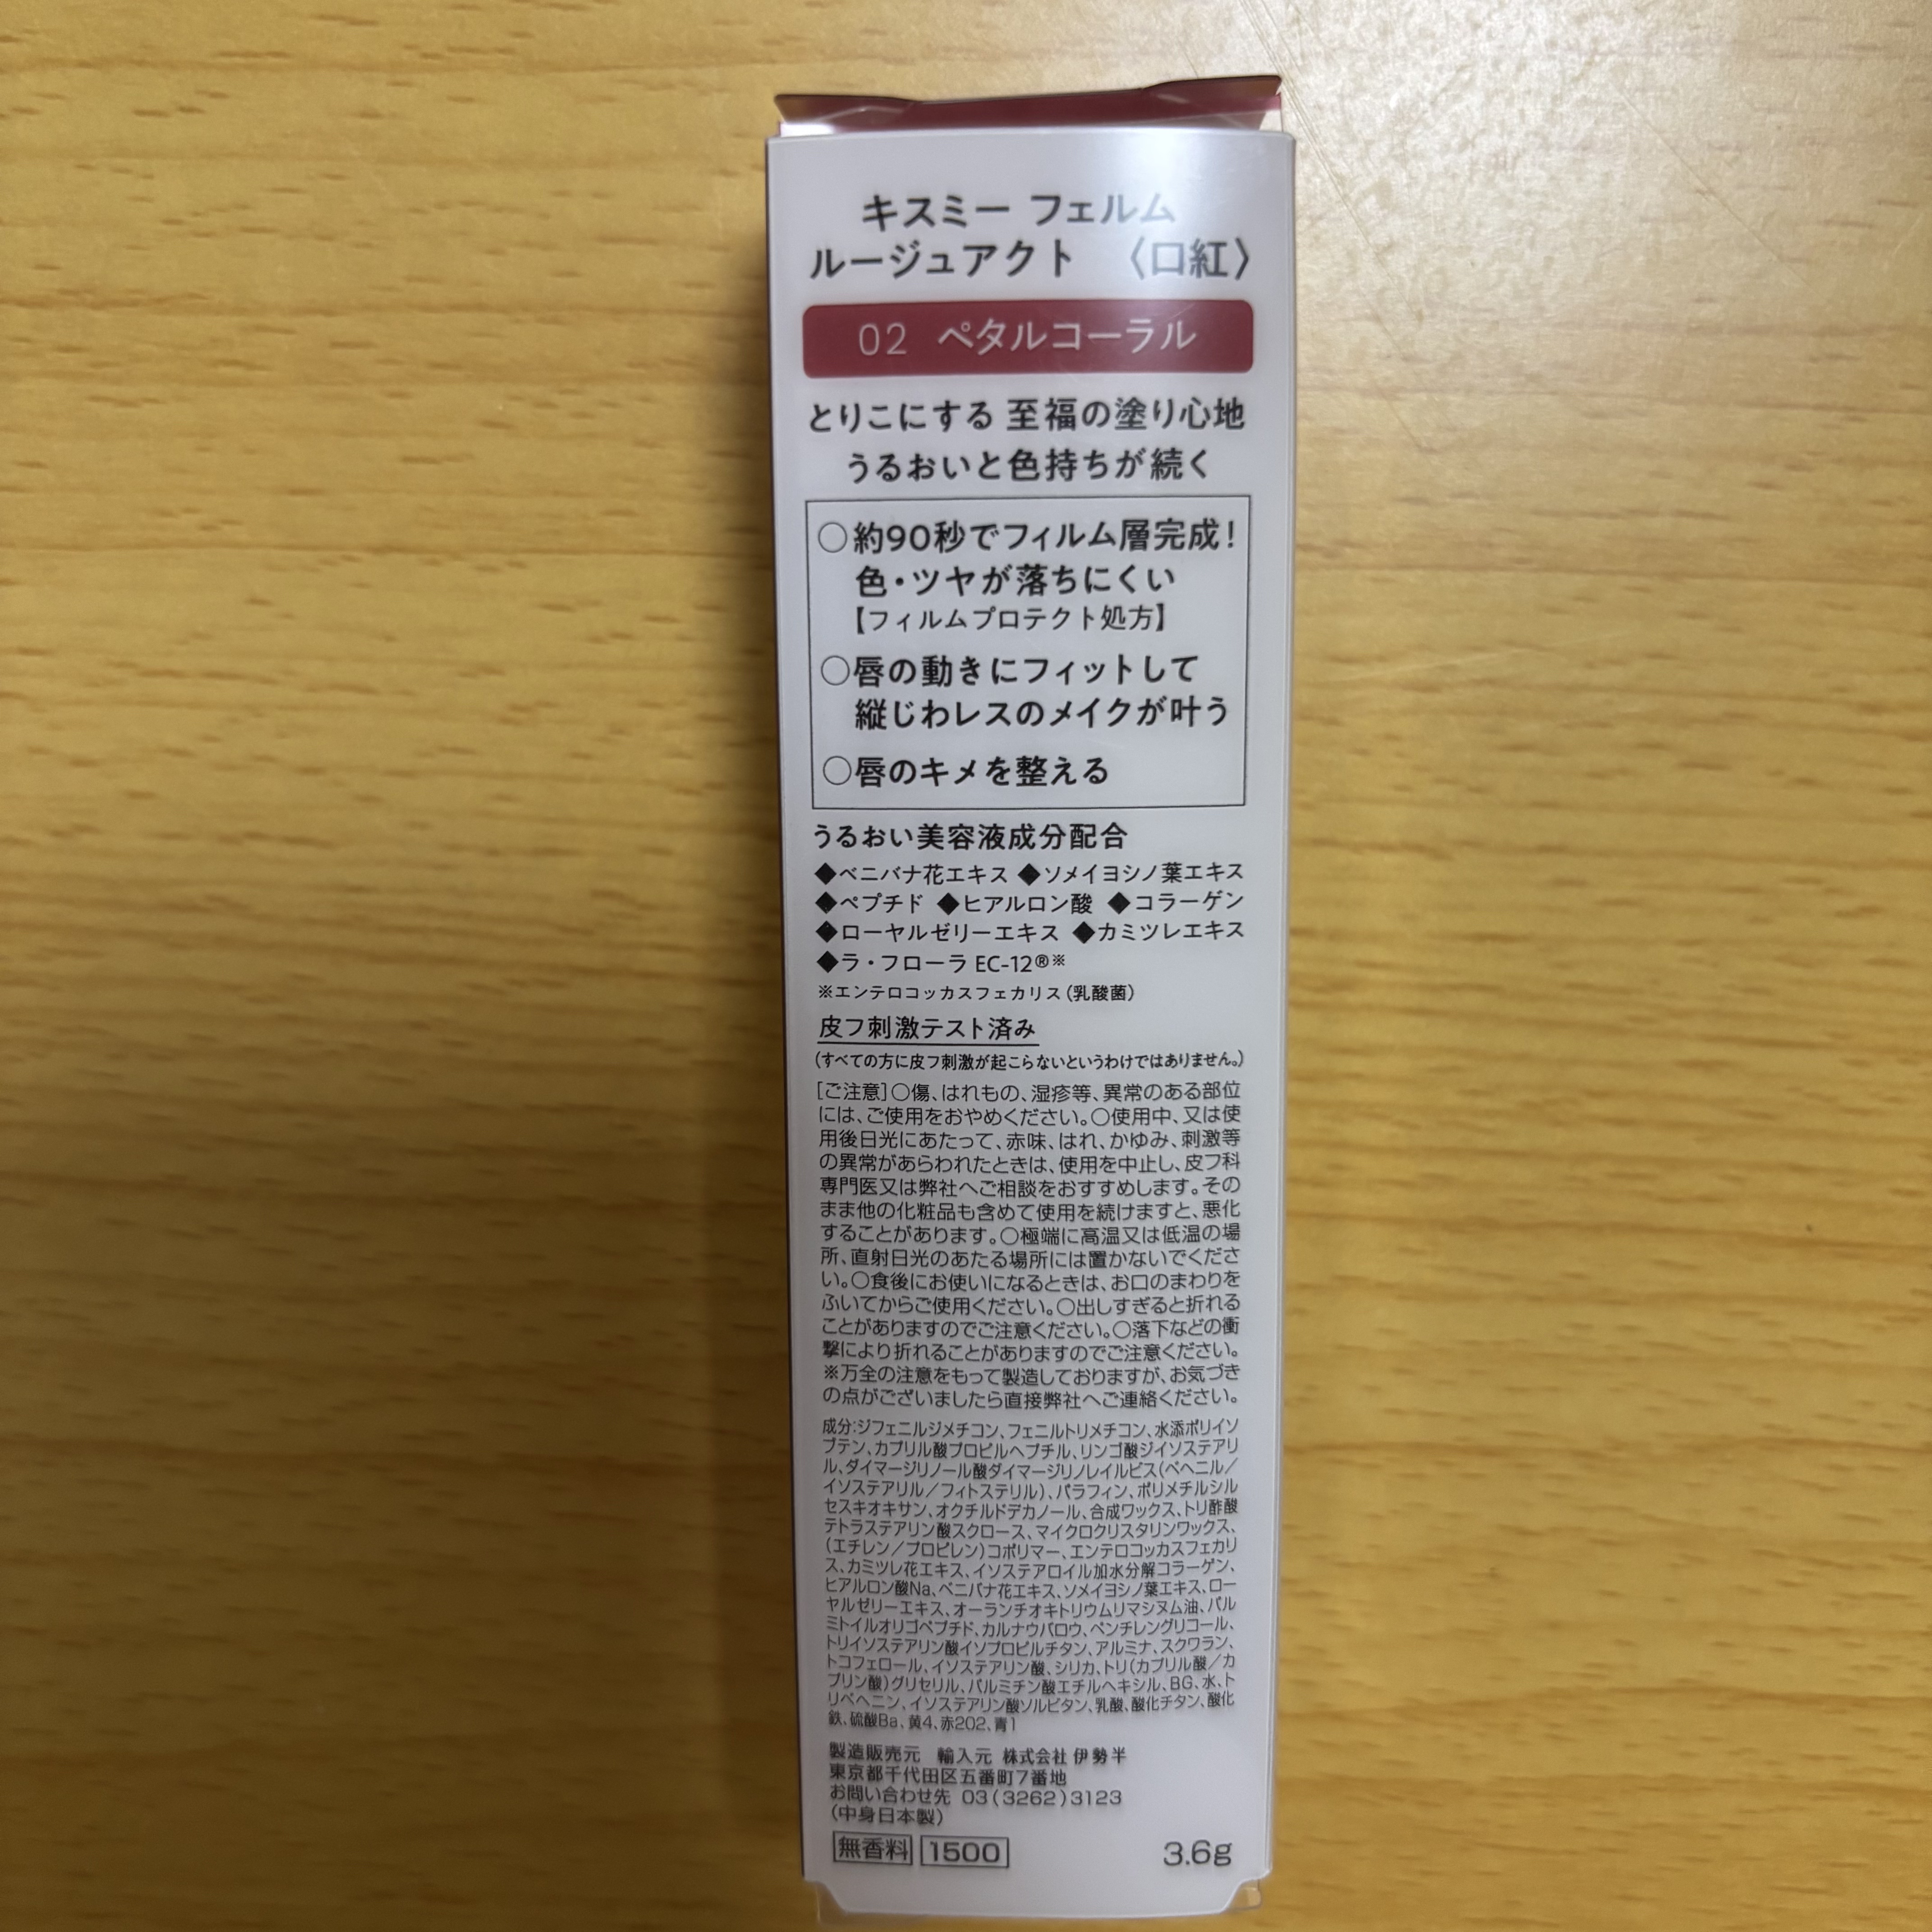 キスミー フェルム
ルージュアクト 〈口紅〉
02 ペタルコーラル
とりこにする 至福の塗り心地
うるおいと色持ちが続く
○約90秒でフィルム層完成!
色・ツヤが落ちにくい
【フィルムプロテクト処方】
○唇の動きにフィットして
縦じわレスのメイクが叶う
○唇のキメを整える
うるおい美容液成分配合
◆ベニバナ花エキス ◆ソメイヨシノ葉エキス
◆ペプチド ◆ヒアルロン酸 ◆コラーゲン
◆ローヤルゼリーエキス ◆カミツレエキス
◆ラ・フローラ EC-12®※
※エンテロコッカスフェカリス(乳酸菌)
皮フ刺激テスト済み
(すべての方に皮フ刺激が起こらないというわけではありません。)
[ご注意]○傷、はれもの、湿疹等、異常のある部位
には、ご使用をおやめください。○使用中、又は使
用後日光にあたって、赤味、はれ、かゆみ、刺激等
の異常があらわれたときは、使用を中止し、皮フ科
専門医又は弊社へご相談をおすすめします。その
まま他の化粧品も含めて使用を続けますと、悪化
することがあります。○極端に高温又は低温の場
所、直射日光のあたる場所には置かないでくださ
い。○食後にお使いになるときは、お口のまわりを
ふいてからご使用ください。○出しすぎると折れる
ことがありますのでご注意ください。○落下などの衝
撃により折れることがありますのでご注意ください。
※万全の注意をもって製造しておりますが、お気づき
の点がございましたら直接弊社へご連絡ください。
成分:ジフェニルジメチコン、フェニルトリメチコン、水添ポリイソ
ブテン、カプリル酸プロピルヘプチル、リンゴ酸ジイソステアリ
ル、ダイマージリノール酸ダイマージリノレイルビス(ベヘニル/
イソステアリル/フィトステリル)、パラフィン、ポリメチルシル
セスキオキサン、オクチルドデカノール、合成ワックス、トリ酢酸
テトラステアリン酸スクロース、マイクロクリスタリンワックス、
(エチレン/プロピレン)コポリマー、エンテロコッカスフェカリ
ス、カミツレ花エキス、イソステアロイル加水分解コラーゲン、
ヒアルロン酸Na、ベニバナ花エキス、ソメイヨシノ葉エキス、ロー
ヤルゼリーエキス、オーランチオキトリウムリマシヌム油、パル
ミトイルオリゴペプチド、カルナウバロウ、ペンチレングリコール、
トリイソステアリン酸イソプロピルチタン、アルミナ、スクワラン、
トコフェロール、イソステアリン酸、シリカ、トリ(カプリル酸/カ
プリン酸)グリセリル、パルミチン酸エチルヘキシル、BG、水、ト
リベヘニン、イソステアリン酸ソルビタン、乳酸、酸化チタン、酸化
鉄、硫酸Ba、黄4、赤202、青1
製造販売元 輸入元 株式会社 伊勢半
東京都千代田区五番町7番地
お問い合わせ先 03(3262)3123
(中身日本製)
無香料 1500 3.6g